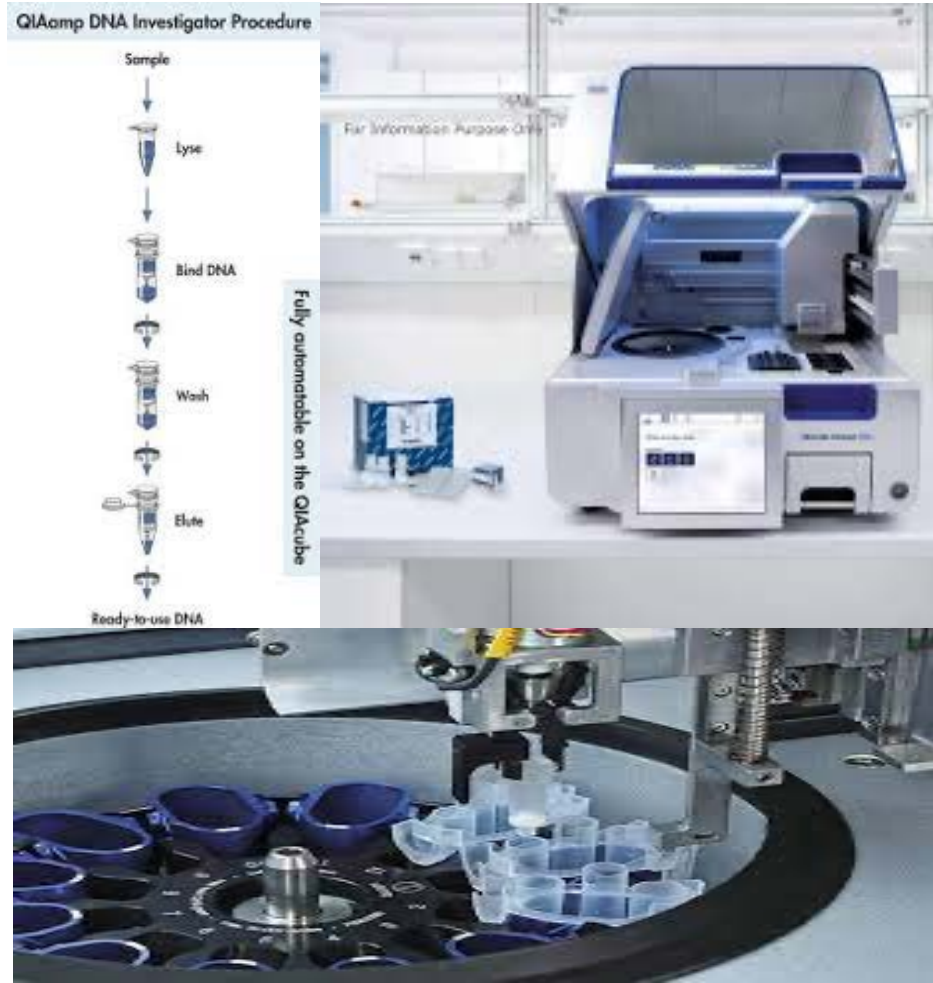 QIAamp DNA Investigator Procedure
Sample
Lyse
Bind DNA
Wash
Elute
Ready-to-use DNA
Fully automatable on the QIAcube
For Information Purpose Only